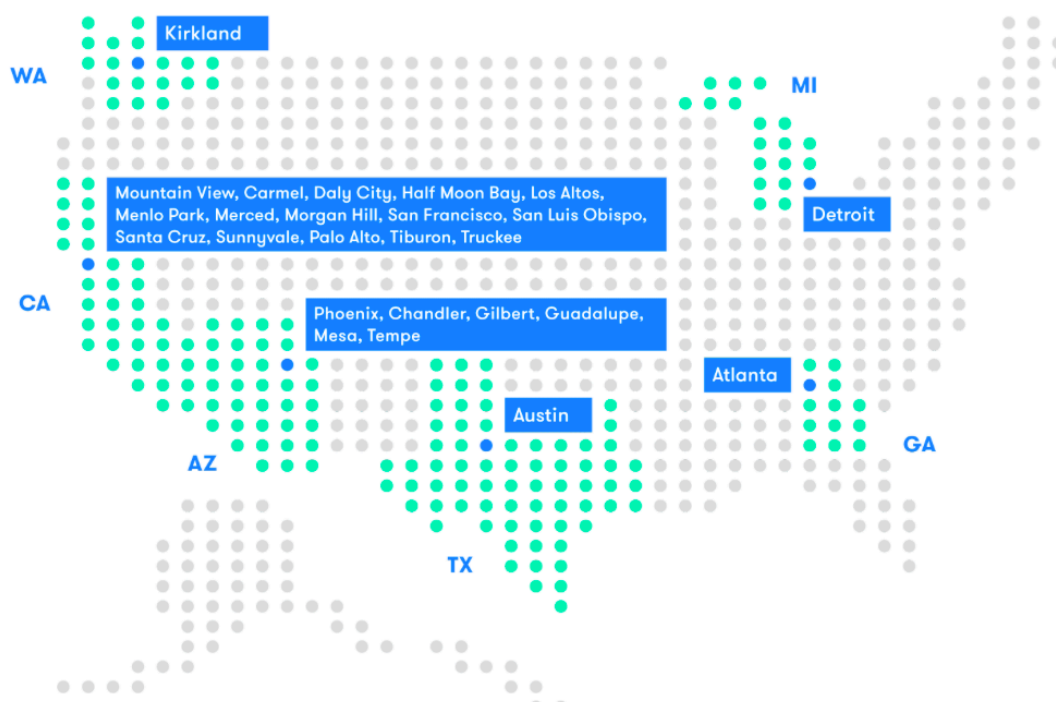 Kirkland
WA
MI
Mountain View, Carmel, Daly City, Half Moon Bay, Los Altos,
Menlo Park, Merced, Morgan Hill, San Francisco, San Luis Obispo,
Santa Cruz, Sunnyvale, Palo Alto, Tiburon, Truckee
Detroit
CA
Phoenix, Chandler, Gilbert, Guadalupe,
Mesa, Tempe
Atlanta
Austin
GA
AZ
TX